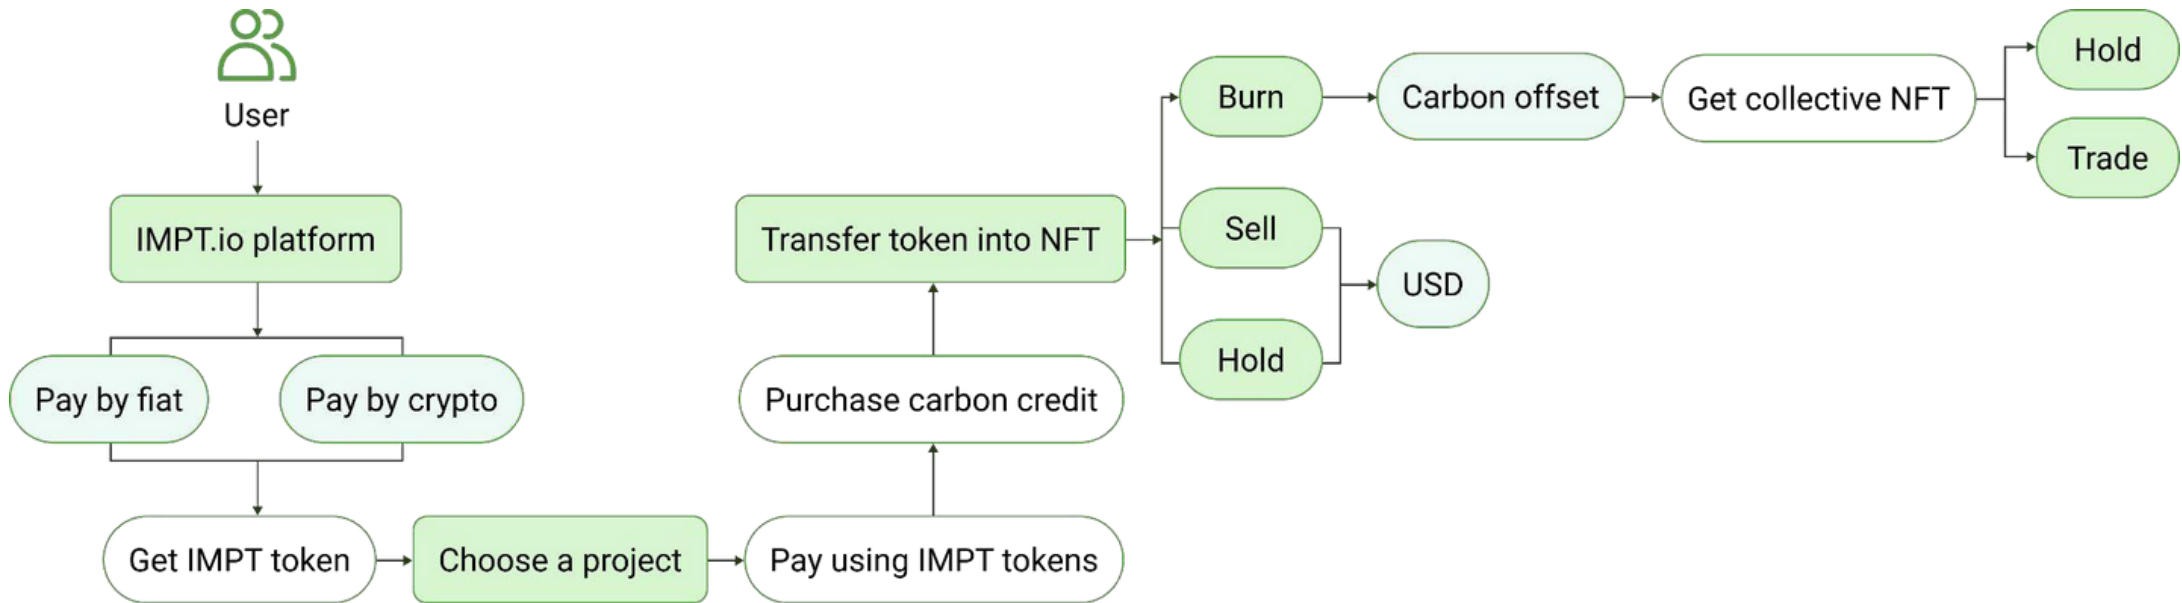 User
IMPT.io platform
Pay by fiat
Pay by crypto
Get IMPT token
Choose a project
Pay using IMPT tokens
Purchase carbon credit
Transfer token into NFT
Burn
Carbon offset
Get collective NFT
Hold
Trade
Sell
Hold
USD